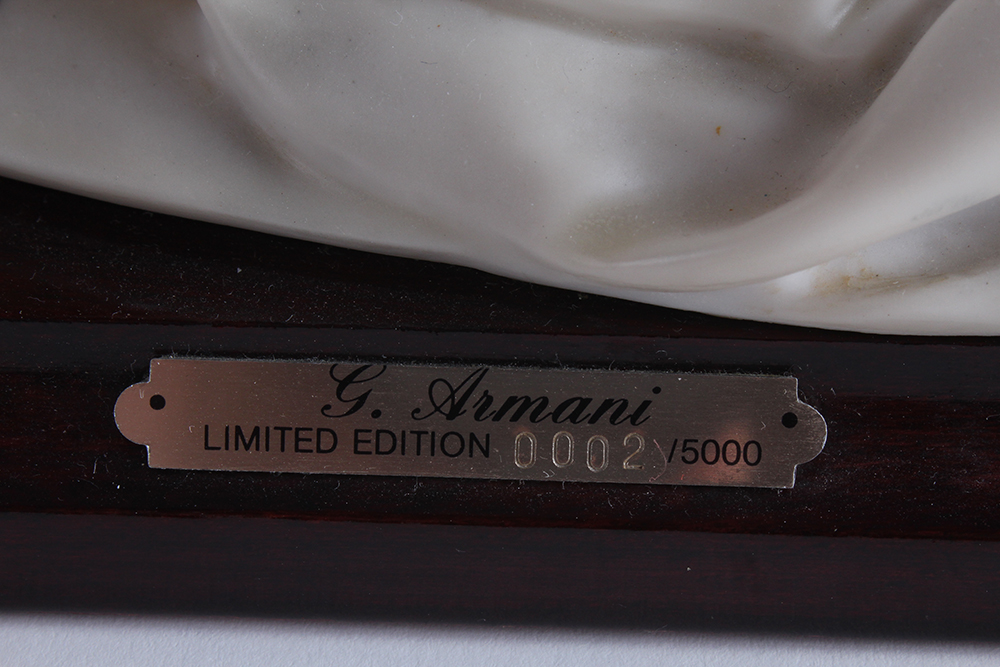 G. Armani
LIMITED EDITION 0002 /5000